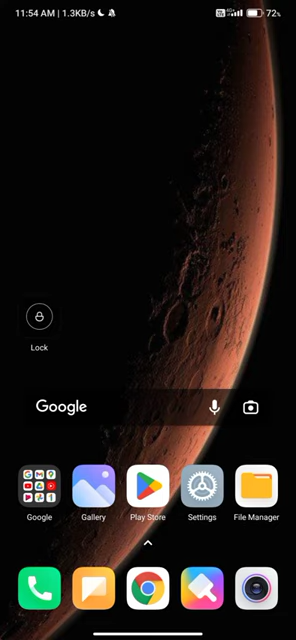 11:54 AM | 1.3KB/s
72%
Lock
Google
Google
Gallery
Play Store
Settings
File Manager